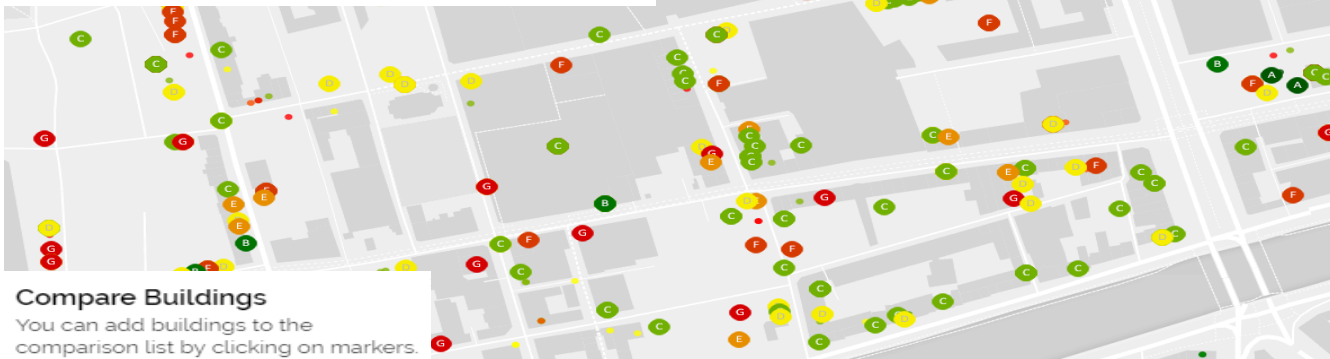 Compare Buildings
You can add buildings to the
comparison list by clicking on markers.